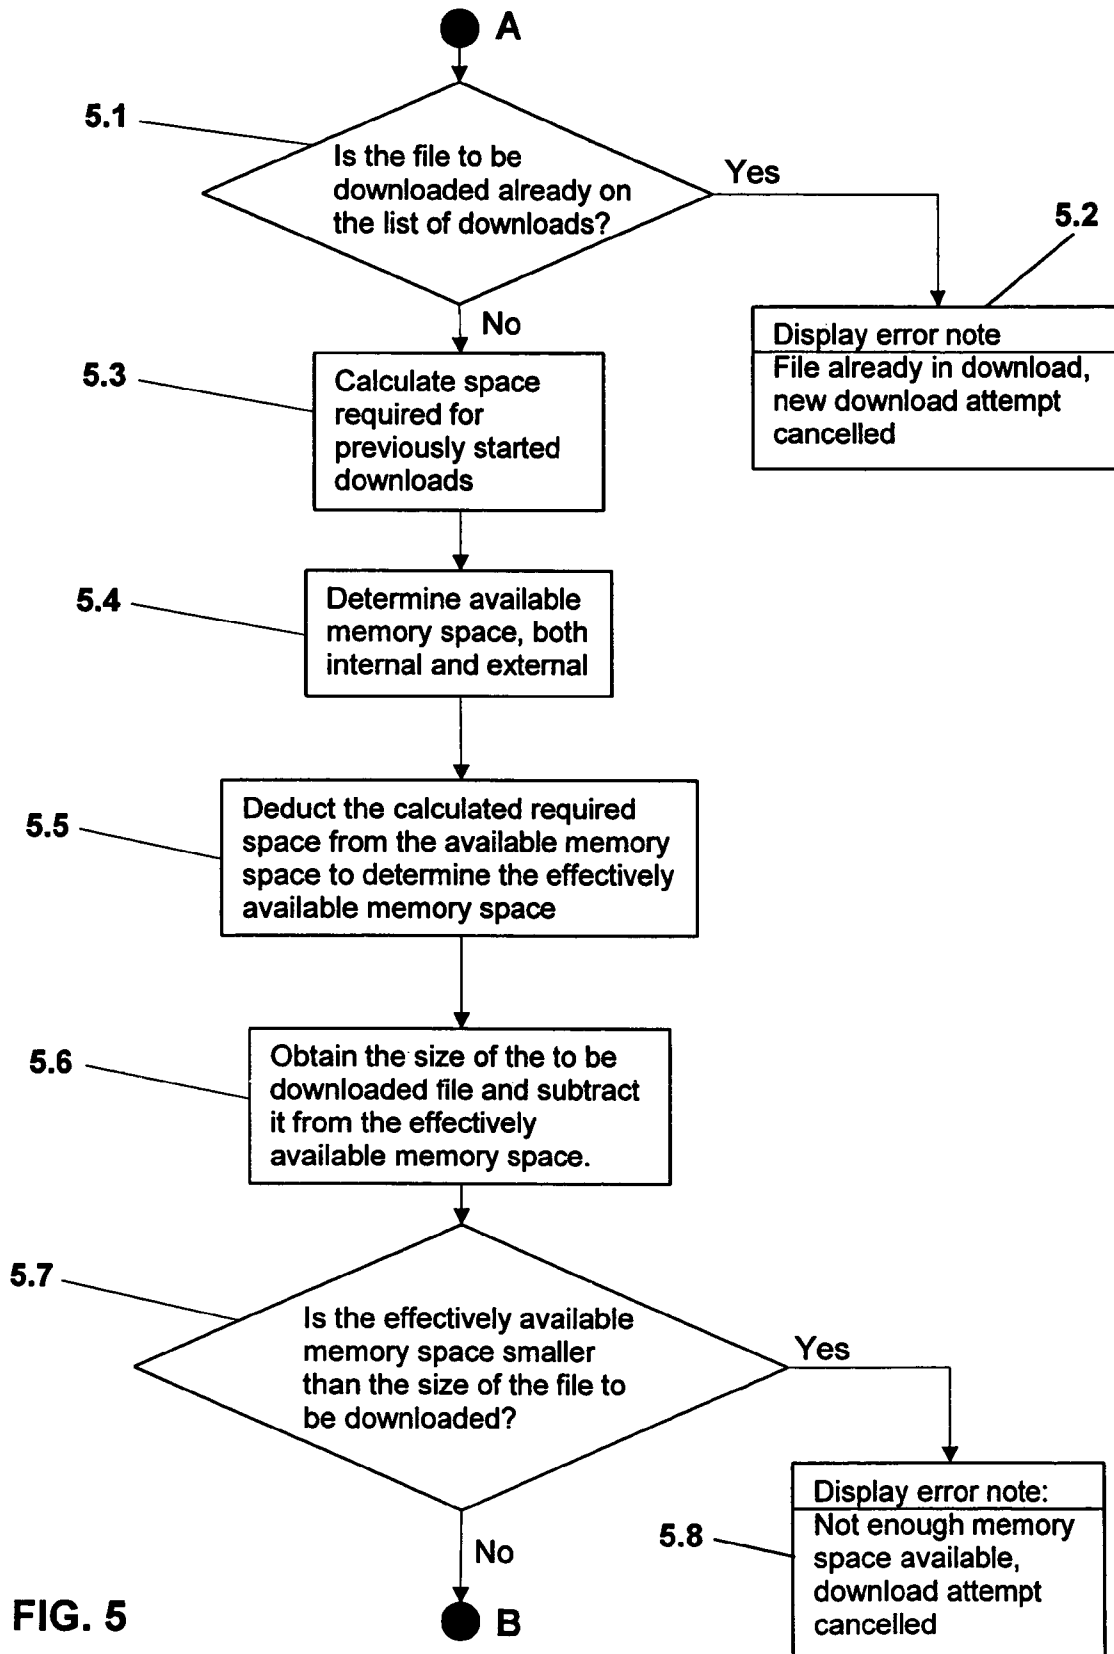 A
5.1
Is the file to be
downloaded already on
the list of downloads?
Yes
5.2
Display error note
File already in download,
new download attempt
cancelled
No
5.3
Calculate space
required for
previously started
downloads
5.4
Determine available
memory space, both
internal and external
5.5
Deduct the calculated required
space from the available memory
space to determine the effectively
available memory space
5.6
Obtain the size of the to be
downloaded file and subtract
it from the effectively
available memory space.
5.7
Is the effectively available
memory space smaller
than the size of the file to
be downloaded?
Yes
5.8
Display error note:
Not enough memory
space available,
download attempt
cancelled
No
B
FIG. 5